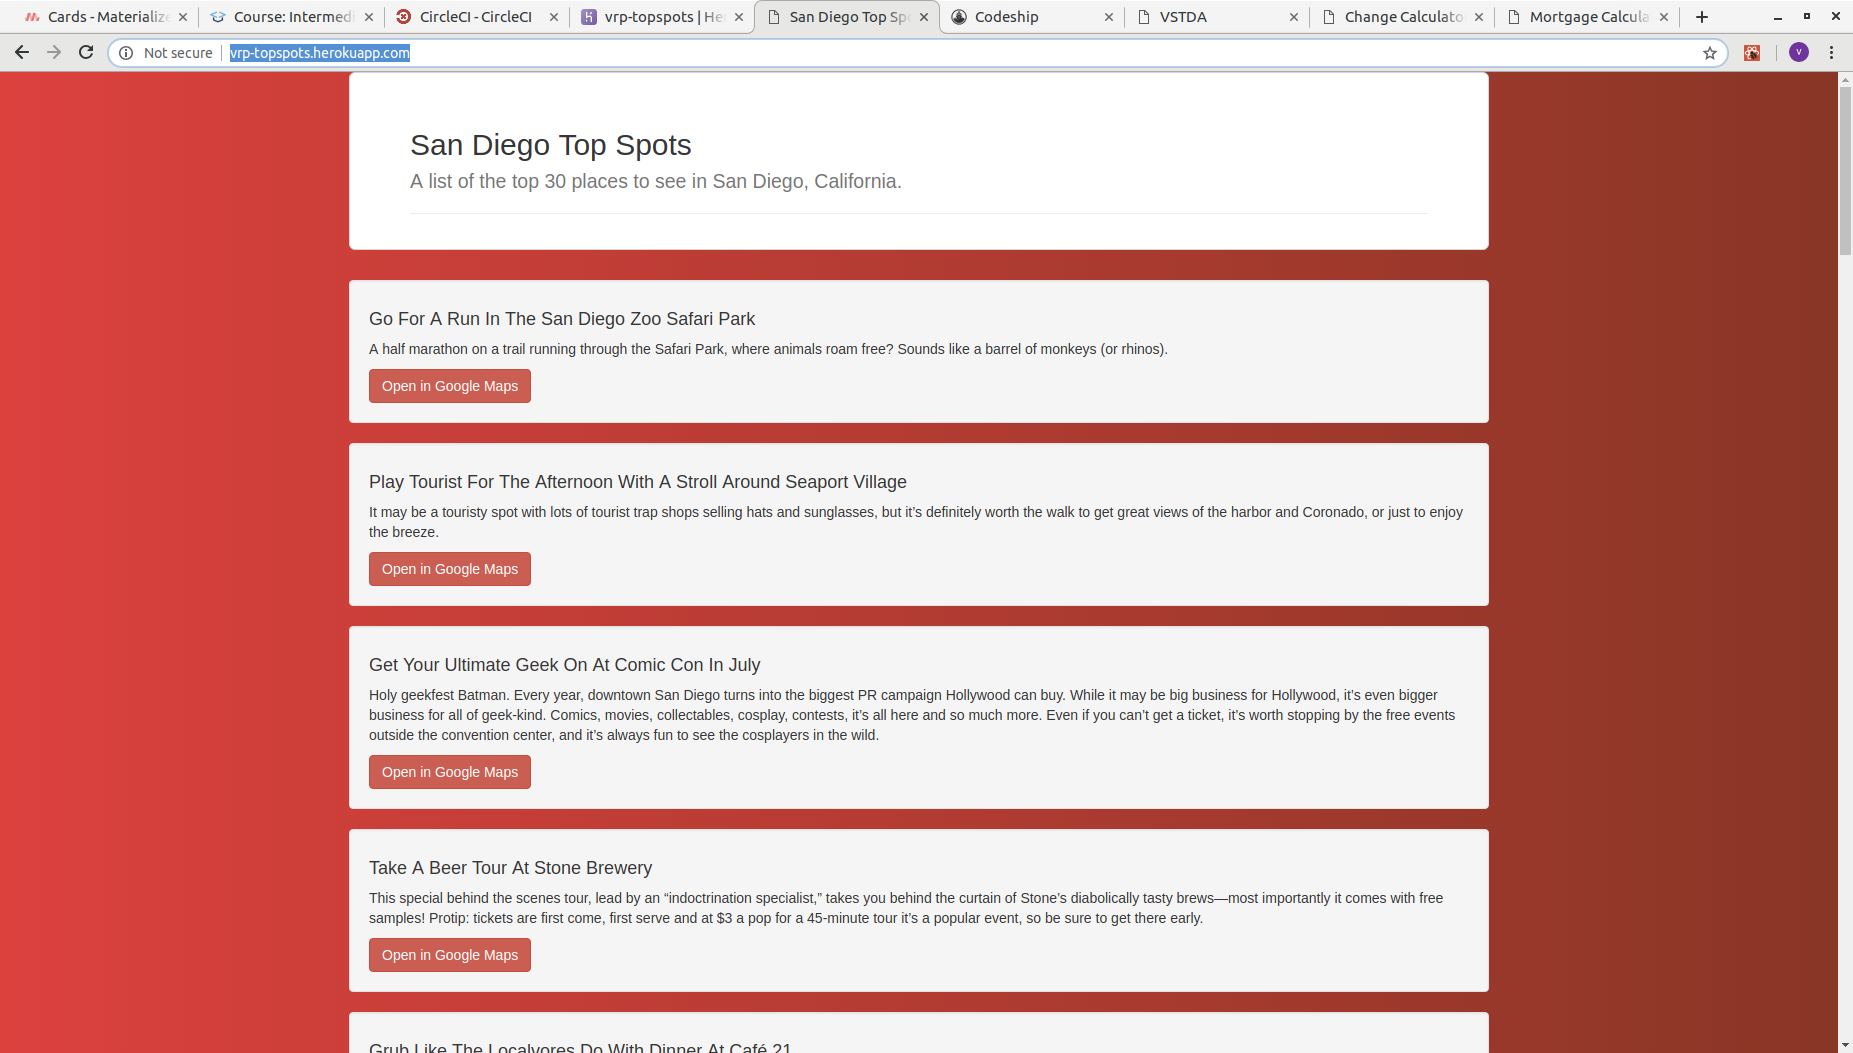 Cards - Materialize
Course: Intermedi
CircleCI - CircleCI
vrp-topspots | He
San Diego Top Sp
Codeship
VSTDA
Change Calculato
Mortgage Calcula
Not secure
vrp-topspots.herokuapp.com
V
San Diego Top Spots
A list of the top 30 places to see in San Diego, California.
Go For A Run In The San Diego Zoo Safari Park
A half marathon on a trail running through the Safari Park, where animals roam free? Sounds like a barrel of monkeys (or rhinos).
Open in Google Maps
Play Tourist For The Afternoon With A Stroll Around Seaport Village
It may be a touristy spot with lots of tourist trap shops selling hats and sunglasses, but it’s definitely worth the walk to get great views of the harbor and Coronado, or just to enjoy
the breeze.
Open in Google Maps
Get Your Ultimate Geek On At Comic Con In July
Holy geekfest Batman. Every year, downtown San Diego turns into the biggest PR campaign Hollywood can buy. While it may be big business for Hollywood, it’s even bigger
business for all of geek-kind. Comics, movies, collectables, cosplay, contests, it’s all here and so much more. Even if you can’t get a ticket, it’s worth stopping by the free events
outside the convention center, and it’s always fun to see the cosplayers in the wild.
Open in Google Maps
Take A Beer Tour At Stone Brewery
This special behind the scenes tour, lead by an “indoctrination specialist,” takes you behind the curtain of Stone’s diabolically tasty brews—most importantly it comes with free
samples! Protip: tickets are first come, first serve and at $3 a pop for a 45-minute tour it’s a popular event, so be sure to get there early.
Open in Google Maps
Grub Like The Localvores Do With Dinner At Café 21